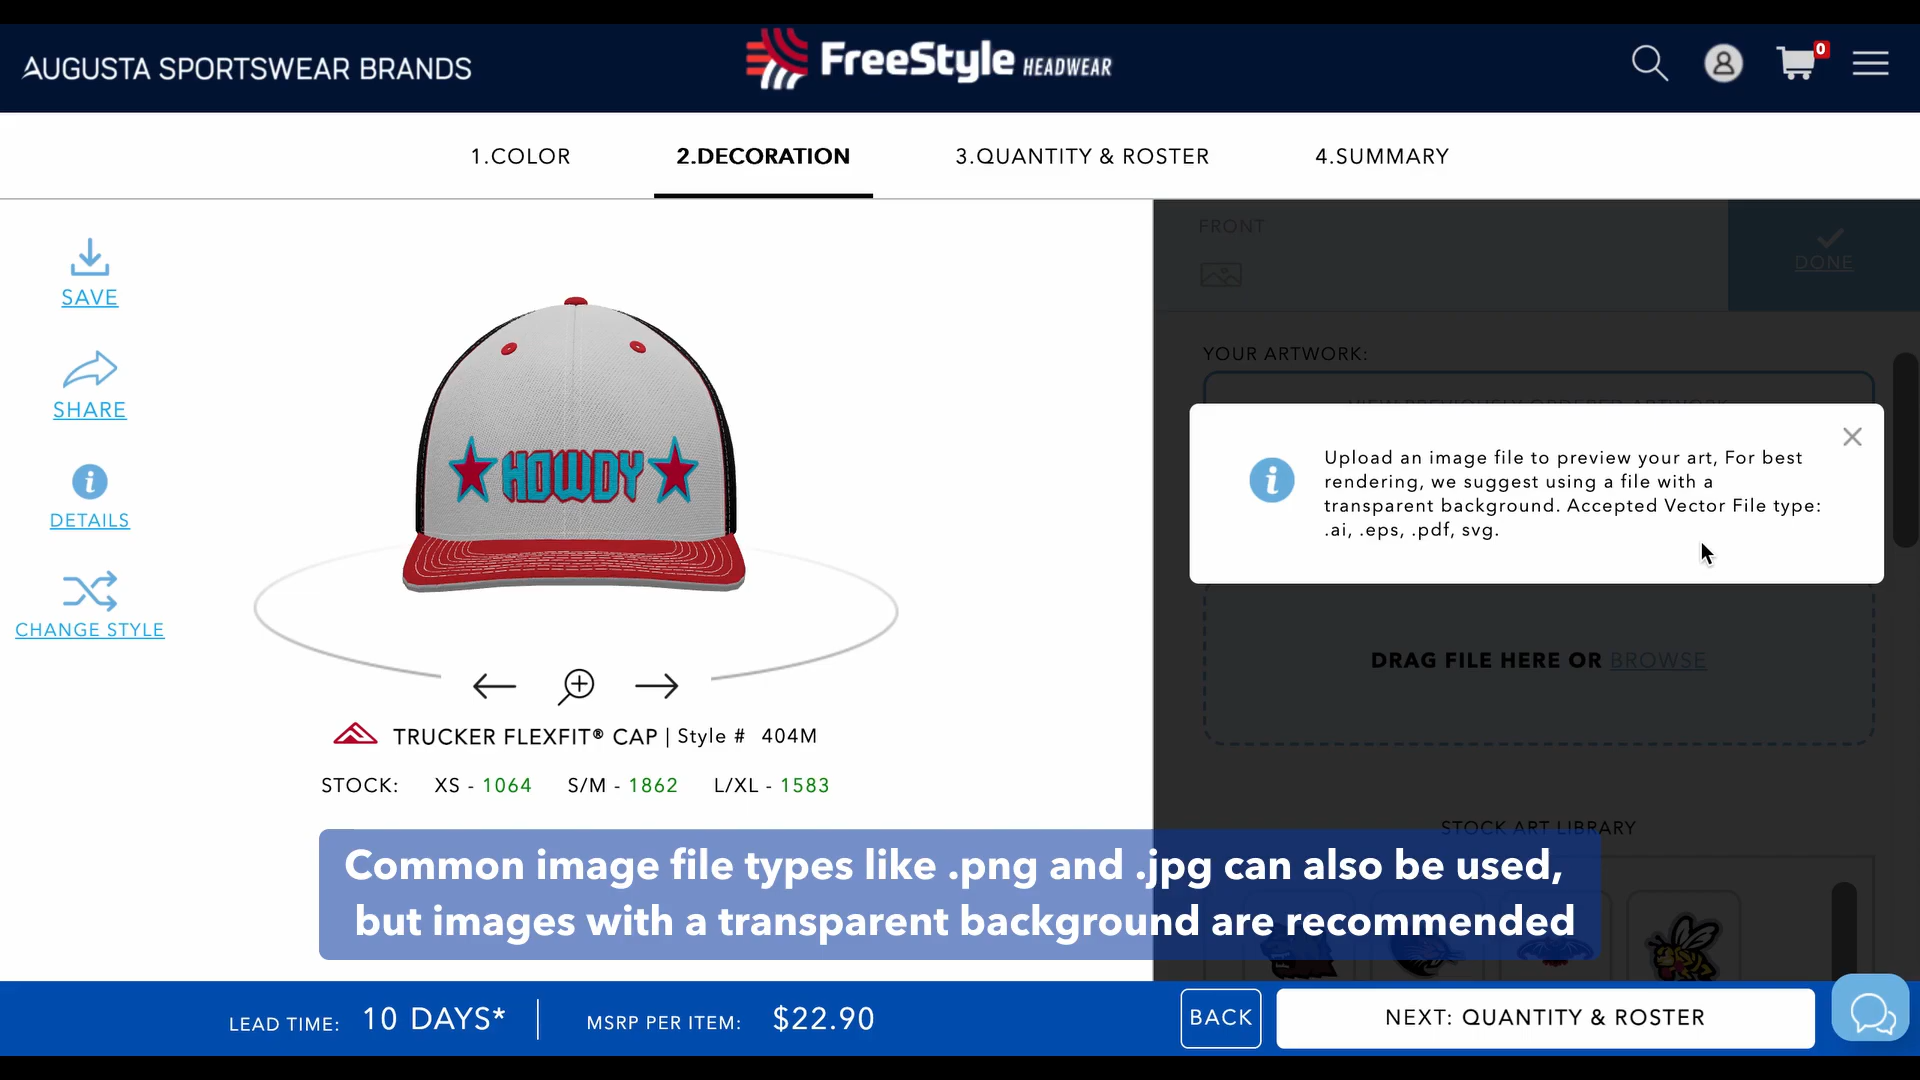 AUGUSTA SPORTSWEAR BRANDS
FreeStyle HEADWEAR
0
1.COLOR
2.DECORATION
3.QUANTITY & ROSTER
4.SUMMARY
SAVE
SHARE
DETAILS
CHANGE STYLE
HOWDY
TRUCKER FLEXFIT® CAP | Style # 404M
STOCK: XS - 1064 S/M - 1862 L/XL - 1583
FRONT
DONE
YOUR ARTWORK:
VIEW PREVIOUSLY ORDERED ARTWORK
Upload an image file to preview your art, For best
rendering, we suggest using a file with a
transparent background. Accepted Vector File type:
.ai, .eps, .pdf, svg.
DRAG FILE HERE OR BROWSE
STOCK ART LIBRARY
Common image file types like .png and .jpg can also be used,
but images with a transparent background are recommended
LEAD TIME: 10 DAYS*
MSRP PER ITEM: $22.90
BACK
NEXT: QUANTITY & ROSTER